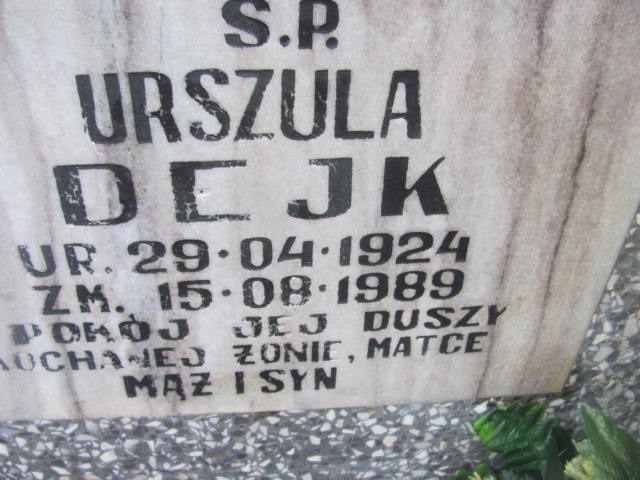 Ś.P.
URSZULA
DEJK
UR. 29·04·1924
ZM. 15·08·1989
POKÓJ JEJ DUSZY
KOCHANEJ ŻONIE, MATCE
MĄŻ I SYN